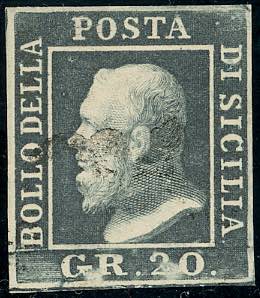 BOLLO DELLA
POSTA
DI SICILIA
GR.20.